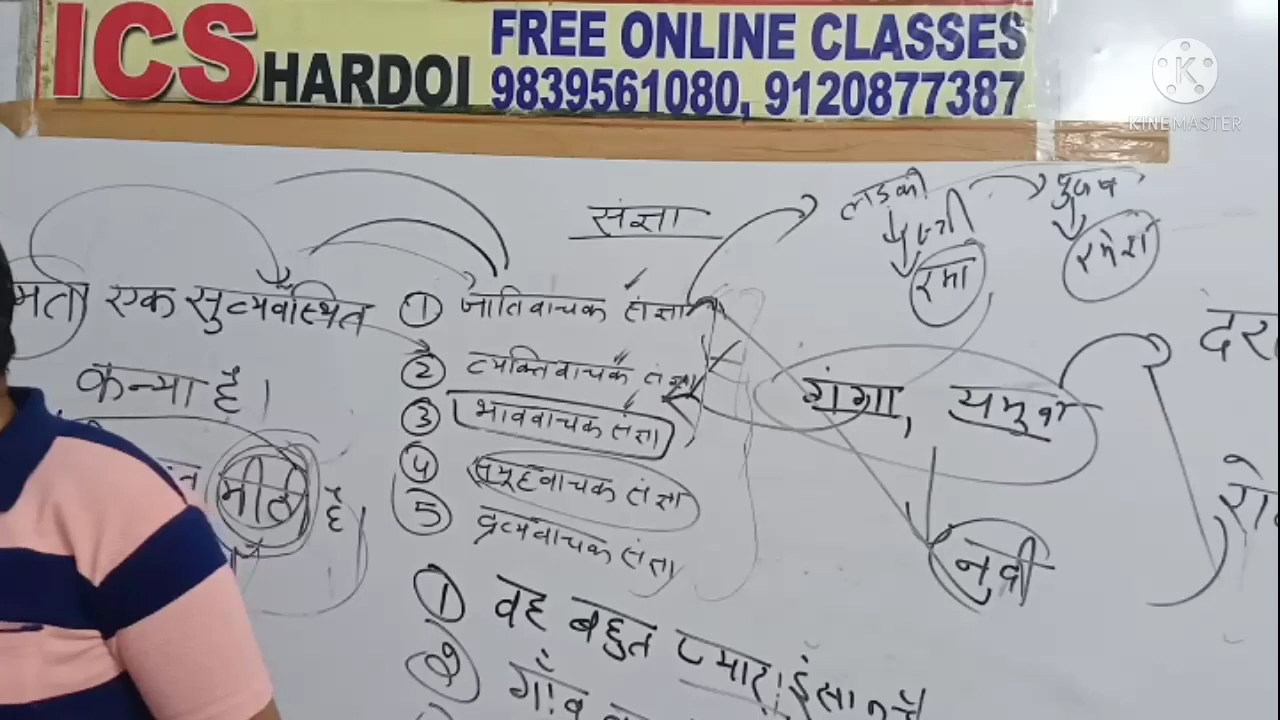 ICS HARDOI FREE ONLINE CLASSES
9839561080, 9120877387
KINEMASTER
संज्ञा
लड़की
पुरुष
रमा
रमेश
एक सुव्यवस्थित
कन्या है।
मीठी है।
① जातिवाचक संज्ञा
② व्यक्तिवाचक संज्ञा
③ भाववाचक संज्ञा
④ समूहवाचक संज्ञा
⑤ द्रव्यवाचक संज्ञा
गंगा, यमुना
नदी
① वह बहुत प्यारा इंसान है
② गाँव